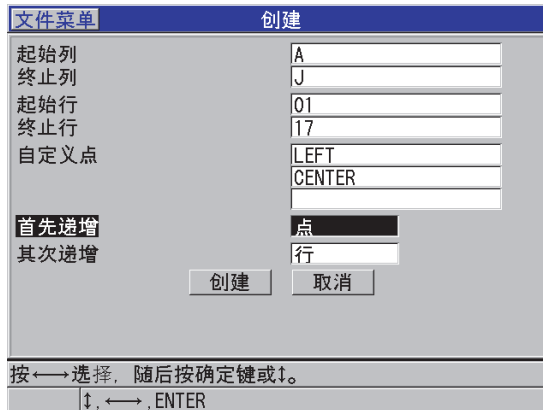 文件菜单 创建
起始列 A
终止列 J
起始行 01
终止行 17
自定义点 LEFT
CENTER
首先递增 点
其次递增 行
创建 取消
按←→选择, 随后按确定键或↕。
↕,←→,ENTER